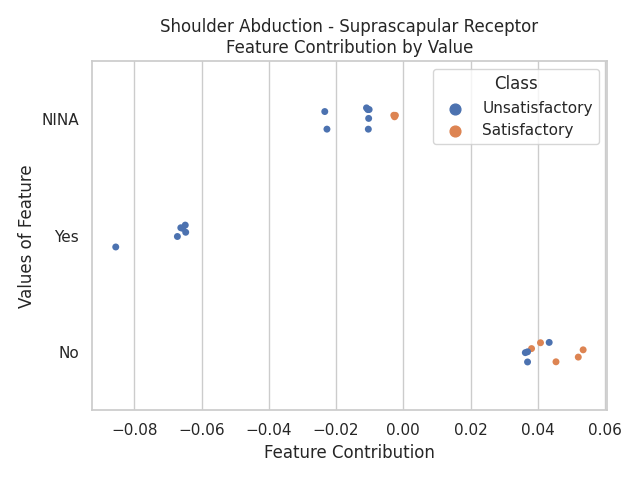 Shoulder Abduction - Suprascapular Receptor
Feature Contribution by Value
Class
Unsatisfactory
Satisfactory
Values of Feature
NINA
Yes
No
−0.08 −0.06 −0.04 −0.02 0.00 0.02 0.04 0.06
Feature Contribution